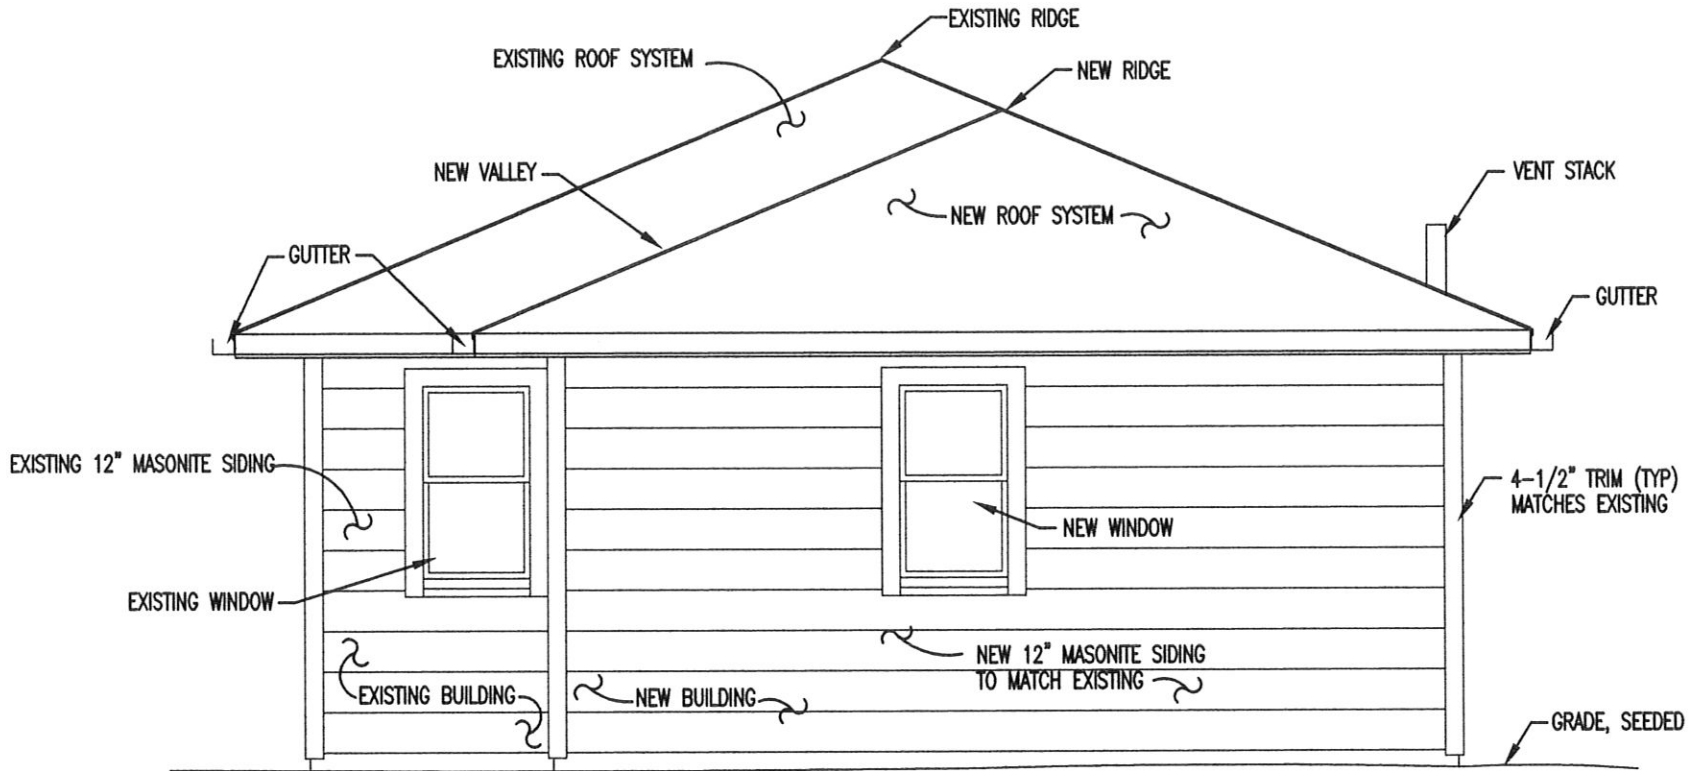 EXISTING RIDGE
EXISTING ROOF SYSTEM
NEW RIDGE
NEW VALLEY
VENT STACK
NEW ROOF SYSTEM
GUTTER
GUTTER
EXISTING 12" MASONITE SIDING
4-1/2" TRIM (TYP)
MATCHES EXISTING
NEW WINDOW
EXISTING WINDOW
NEW 12" MASONITE SIDING
TO MATCH EXISTING
EXISTING BUILDING
NEW BUILDING
GRADE, SEEDED